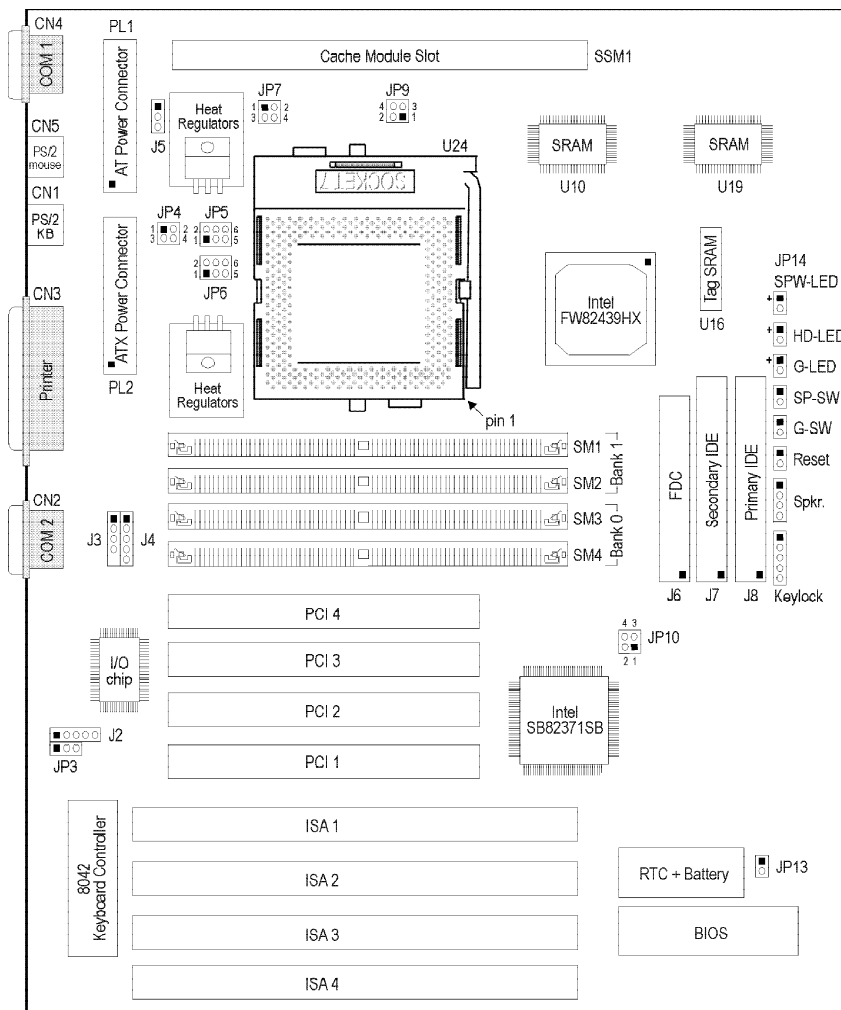 CN4
PL1
COM 1
AT Power Connector
Cache Module Slot
SSM1
JP7
1 2
3 4
JP9
4 3
2 1
J5
Heat
Regulators
CN5
PS/2
mouse
CN1
PS/2
KB
U24
SOCKET 7
SRAM
U10
SRAM
U19
JP4
1 2
3 4
JP5
2 6
1 5
2 6
1 5
JP6
ATX Power Connector
PL2
CN3
Printer
Heat
Regulators
pin 1
Intel
FW82439HX
Tag SRAM
U16
JP14
SPW-LED
+
HD-LED
+
G-LED
+
SP-SW
G-SW
Reset
Spkr.
Keylock
FDC
J6
Secondary IDE
J7
Primary IDE
J8
SM1
SM2
Bank 1
SM3
SM4
Bank 0
CN2
COM 2
J3
J4
PCI 4
PCI 3
PCI 2
PCI 1
4 3
JP10
2 1
I/O
chip
Intel
SB82371SB
J2
JP3
8042
Keyboard Controller
ISA 1
ISA 2
ISA 3
ISA 4
RTC + Battery
JP13
BIOS